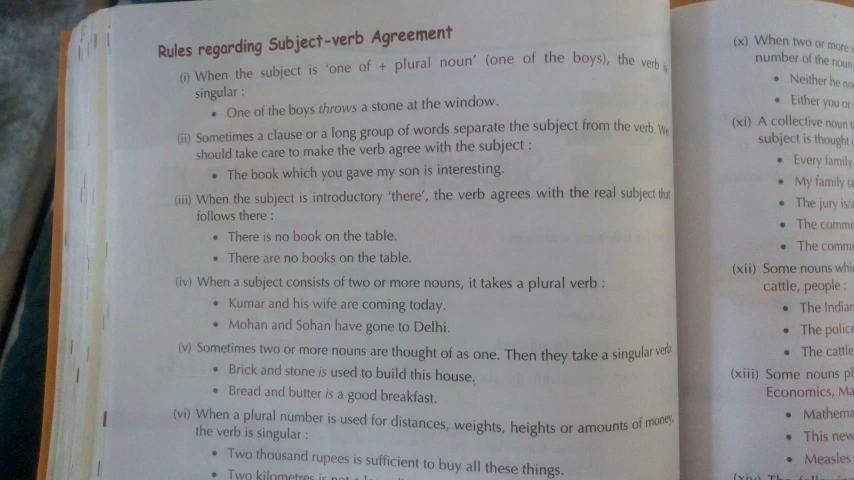 Rules regarding Subject-verb Agreement
(i) When the subject is 'one of + plural noun' (one of the boys), the verb is
singular :
• One of the boys throws a stone at the window.
(ii) Sometimes a clause or a long group of words separate the subject from the verb. We
should take care to make the verb agree with the subject :
• The book which you gave my son is interesting.
(iii) When the subject is introductory 'there', the verb agrees with the real subject that
follows there :
• There is no book on the table.
• There are no books on the table.
(iv) When a subject consists of two or more nouns, it takes a plural verb :
• Kumar and his wife are coming today.
• Mohan and Sohan have gone to Delhi.
(v) Sometimes two or more nouns are thought of as one. Then they take a singular verb:
• Brick and stone is used to build this house.
• Bread and butter is a good breakfast.
(vi) When a plural number is used for distances, weights, heights or amounts of money,
the verb is singular :
• Two thousand rupees is sufficient to buy all these things.
• Two kilometres is
(x) When two or more
number of the noun
• Neither he
• Either you or
(xi) A collective noun
subject is thought
• Every family
• My family
• The jury is/
• The
• The
(xii) Some nouns
cattle, people :
• The
• The police
• The cattle
(xiii) Some nouns
Economics,
•
• This
• Measles
(xiv) The